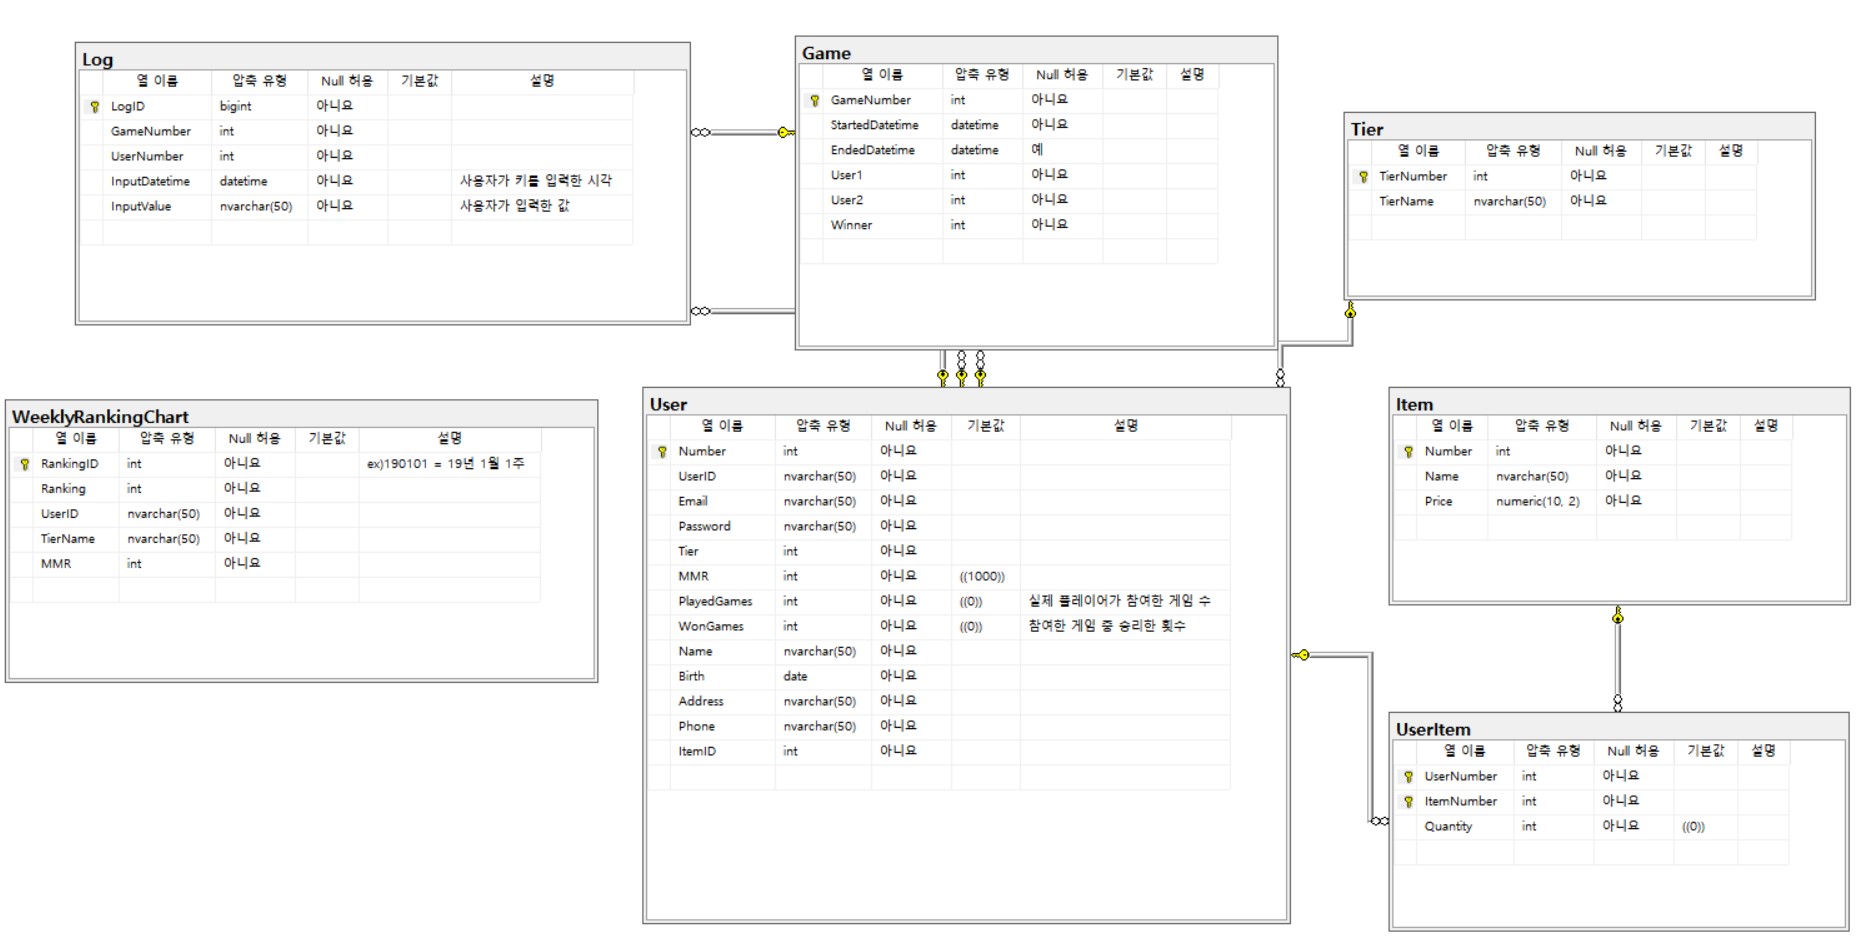 Log
열 이름 압축 유형 Null 허용 기본값 설명
LogID bigint 아니요
GameNumber int 아니요
UserNumber int 아니요
InputDatetime datetime 아니요 사용자가 키를 입력한 시각
InputValue nvarchar(50) 아니요 사용자가 입력한 값
Game
열 이름 압축 유형 Null 허용 기본값 설명
GameNumber int 아니요
StartedDatetime datetime 아니요
EndedDatetime datetime 예
User1 int 아니요
User2 int 아니요
Winner int 아니요
Tier
열 이름 압축 유형 Null 허용 기본값 설명
TierNumber int 아니요
TierName nvarchar(50) 아니요
WeeklyRankingChart
열 이름 압축 유형 Null 허용 기본값 설명
RankingID int 아니요 ex)190101 = 19년 1월 1주
Ranking int 아니요
UserID nvarchar(50) 아니요
TierName nvarchar(50) 아니요
MMR int 아니요
User
열 이름 압축 유형 Null 허용 기본값 설명
Number int 아니요
UserID nvarchar(50) 아니요
Email nvarchar(50) 아니요
Password nvarchar(50) 아니요
Tier int 아니요
MMR int 아니요 ((1000))
PlayedGames int 아니요 ((0)) 실제 플레이어가 참여한 게임 수
WonGames int 아니요 ((0)) 참여한 게임 중 승리한 횟수
Name nvarchar(50) 아니요
Birth date 아니요
Address nvarchar(50) 아니요
Phone nvarchar(50) 아니요
ItemID int 아니요
Item
열 이름 압축 유형 Null 허용 기본값 설명
Number int 아니요
Name nvarchar(50) 아니요
Price numeric(10, 2) 아니요
UserItem
열 이름 압축 유형 Null 허용 기본값 설명
UserNumber int 아니요
ItemNumber int 아니요
Quantity int 아니요 ((0))